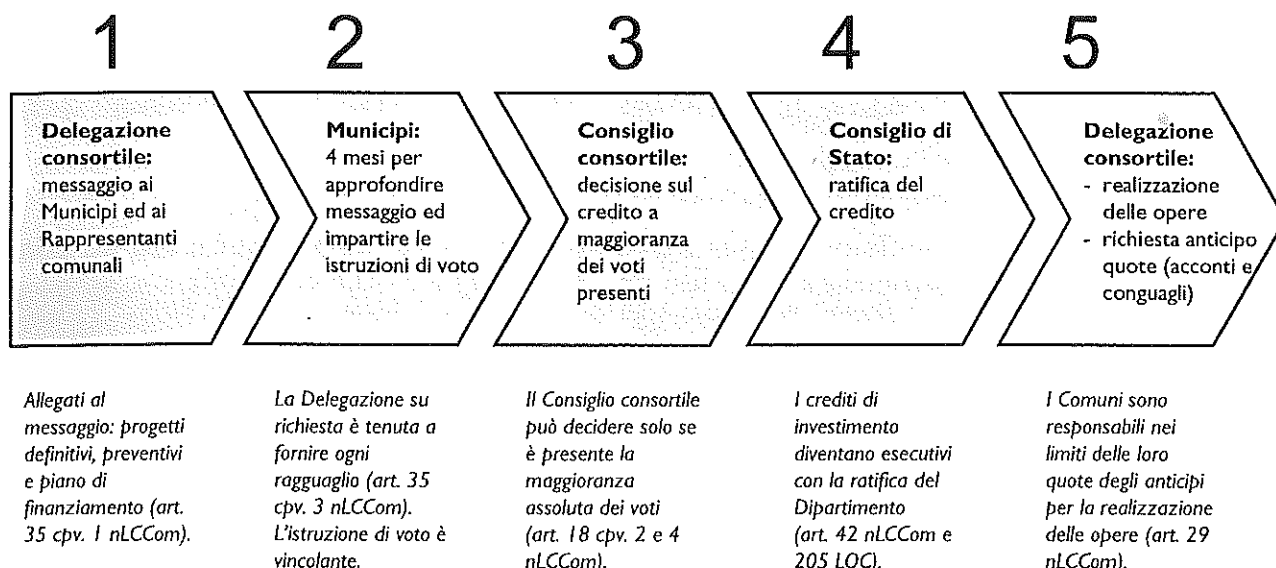 1
2
3
4
5
Delegazione
consortile:
messaggio ai
Municipi ed ai
Rappresentanti
comunali
Municipi:
4 mesi per
approfondire
messaggio ed
impartire le
istruzioni di voto
Consiglio
consortile:
decisione sul
credito a
maggioranza
dei voti
presenti
Consiglio di
Stato:
ratifica del
credito
Delegazione
consortile:
- realizzazione
delle opere
- richiesta anticipo
quote (acconti e
conguagli)
Allegati al
messaggio: progetti
definitivi, preventivi
e piano di
finanziamento (art.
35 cpv. 1 nLCCom).
La Delegazione su
richiesta è tenuta a
fornire ogni
ragguaglio (art. 35
cpv. 3 nLCCom).
L'istruzione di voto è
vincolante.
Il Consiglio consortile
può decidere solo se
è presente la
maggioranza
assoluta dei voti
(art. 18 cpv. 2 e 4
nLCCom).
I crediti di
investimento
diventano esecutivi
con la ratifica del
Dipartimento
(art. 42 nLCCom e
205 LOC).
I Comuni sono
responsabili nei
limiti delle loro
quote degli anticipi
per la realizzazione
delle opere (art. 29
nLCCom).